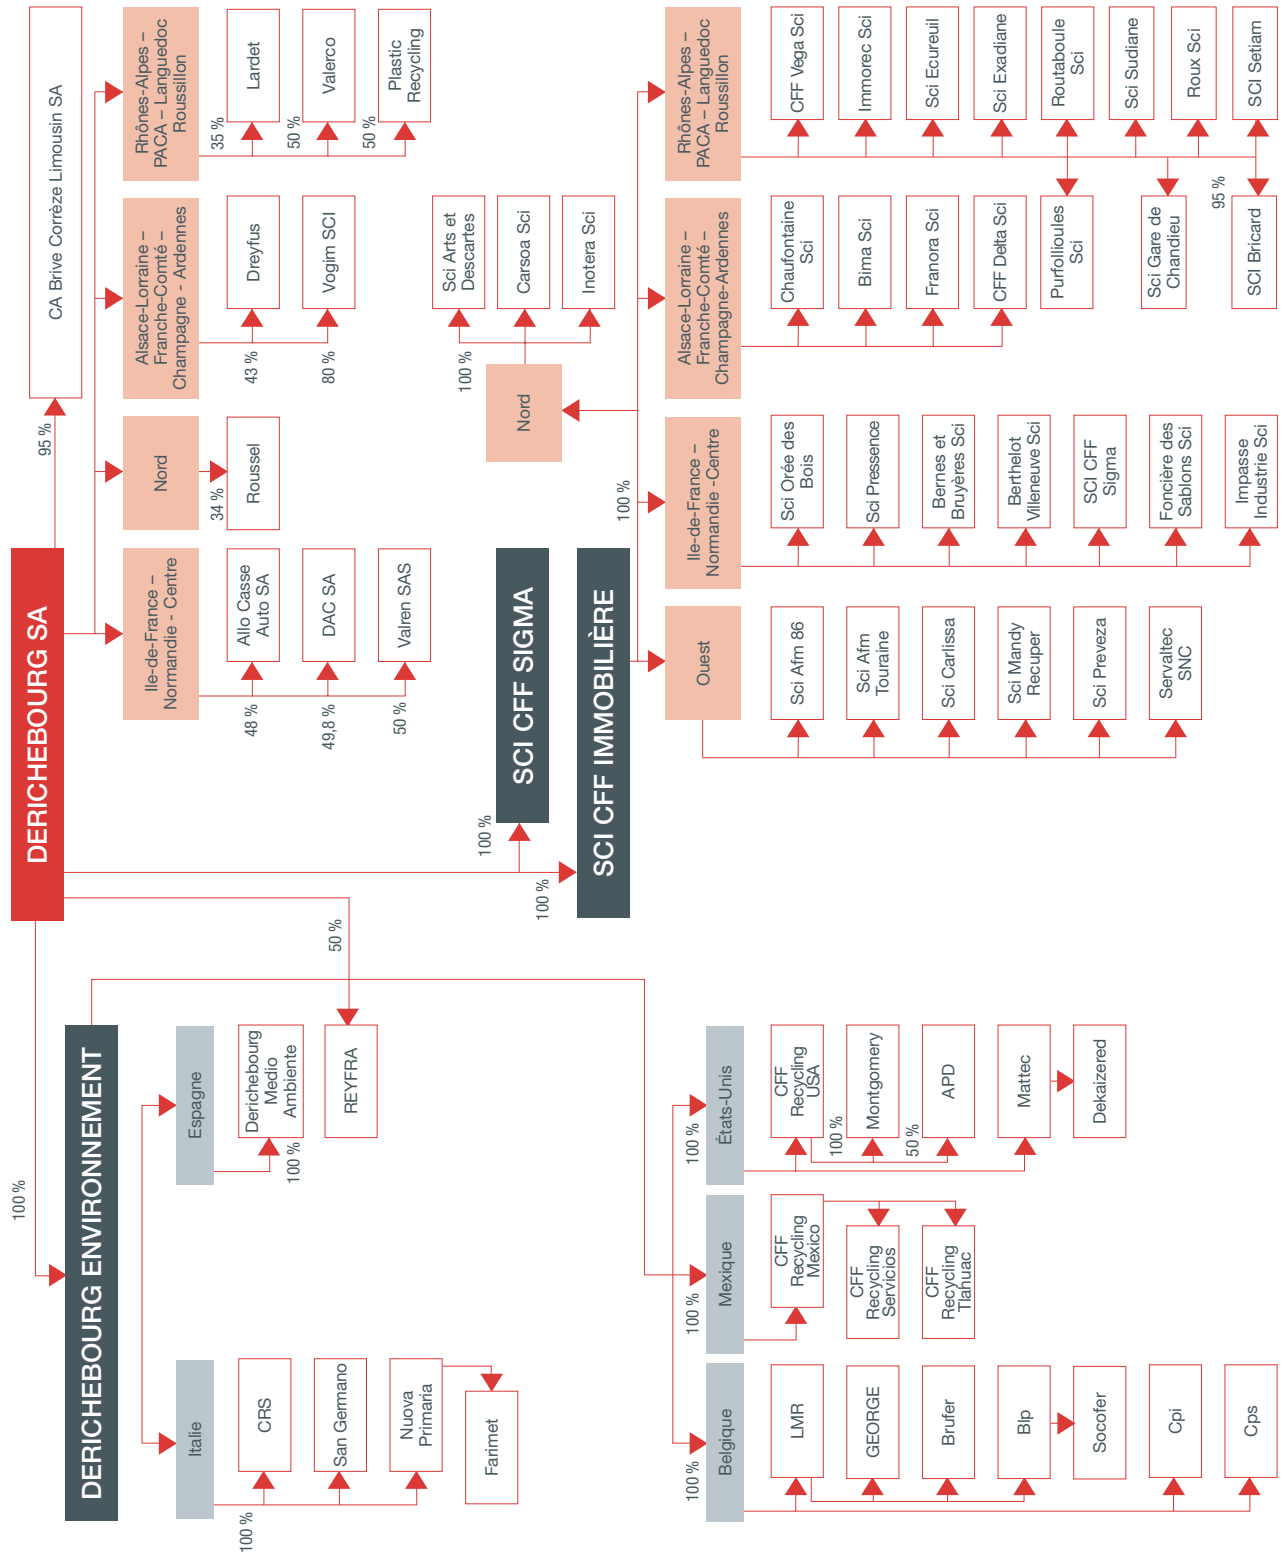 DERICHEBOURG SA
100 %
DERICHEBOURG ENVIRONNEMENT
Italie
100 %
CRS
San Germano
Nuova
Primaria
Farimet
Espagne
100 %
Derichebourg
Medio
Ambiente
50 %
REYFRA
100 %
Belgique
LMR
GEORGE
Brufer
Blp
Socofer
Cpi
Cps
100 %
Mexique
CFF
Recycling
Mexico
CFF
Recycling
Servicios
CFF
Recycling
Tlahuac
100 %
États-Unis
CFF
Recycling
USA
100 %
Montgomery
50 %
APD
Mattec
Dekaizered
95 %
CA Brive Corrèze Limousin SA
Ile-de-France –
Normandie - Centre
48 %
Allo Casse
Auto SA
49,8 %
DAC SA
50 %
Valren SAS
Nord
34 %
Roussel
Alsace-Lorraine –
Franche-Comté –
Champagne - Ardennes
43 %
Dreyfus
80 %
Vogim SCI
Rhônes-Alpes –
PACA – Languedoc
Roussillon
35 %
Lardet
50 %
Valerco
50 %
Plastic
Recycling
100 %
SCI CFF SIGMA
100 %
SCI CFF IMMOBILIÈRE
100 %
Nord
100 %
Sci Arts et
Descartes
Carsoa Sci
Inotera Sci
Ouest
Sci Afm 86
Sci Afm
Touraine
Sci Carlissa
Sci Mandy
Recuper
Sci Preveza
Servaltec
SNC
Ile-de-France –
Normandie -Centre
Sci Orée des
Bois
Sci Pressence
Bernes et
Bruyères Sci
Berthelot
Villeneuve Sci
SCI CFF
Sigma
Foncière des
Sablons Sci
Impasse
Industrie Sci
Alsace-Lorraine –
Franche-Comté –
Champagne-Ardennes
Chaufontaine
Sci
Bima Sci
Franora Sci
CFF Delta Sci
Rhônes-Alpes –
PACA – Languedoc
Roussillon
CFF Vega Sci
Immorec Sci
Sci Ecureuil
Sci Exadiane
Routaboule
Sci
Sci Sudiane
Roux Sci
SCI Setiam
Purfollioules
Sci
Sci Gare de
Chandieu
95 %
SCI Bricard